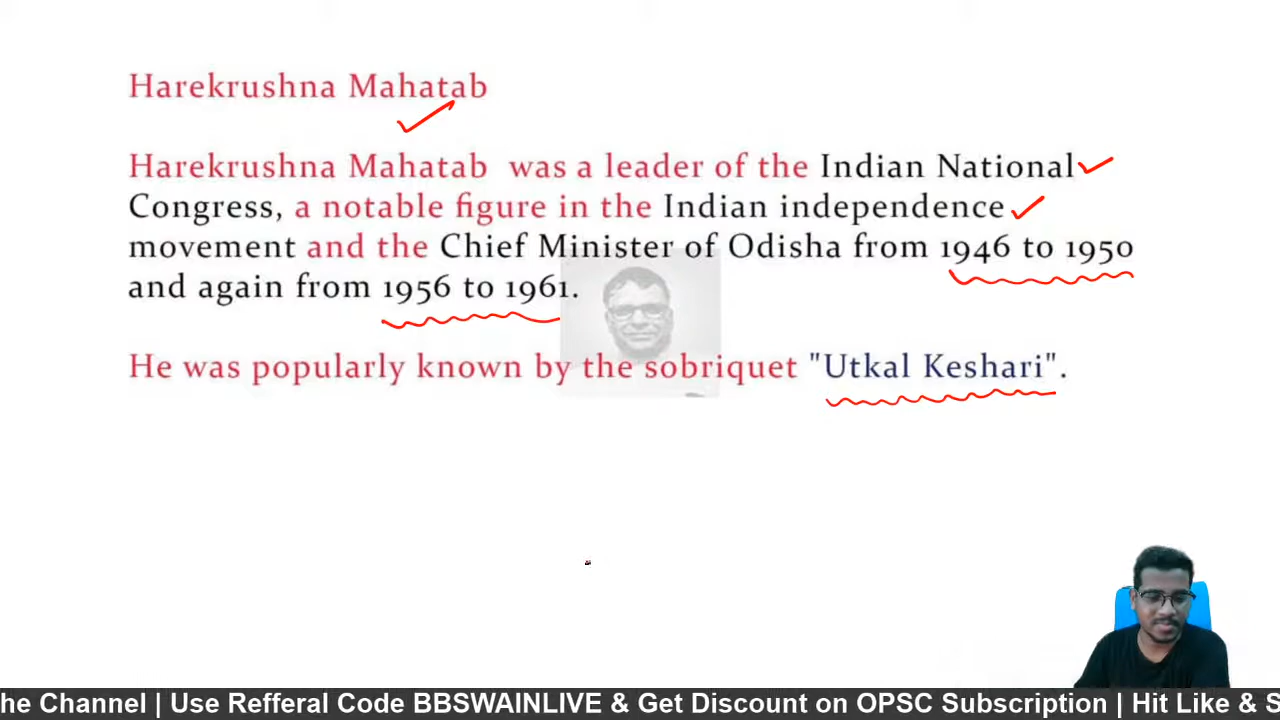 Harekrushna Mahatab
Harekrushna Mahatab was a leader of the Indian National
Congress, a notable figure in the Indian independence
movement and the Chief Minister of Odisha from 1946 to 1950
and again from 1956 to 1961.
He was popularly known by the sobriquet "Utkal Keshari".
he Channel | Use Refferal Code BBSWAINLIVE & Get Discount on OPSC Subscription | Hit Like & S